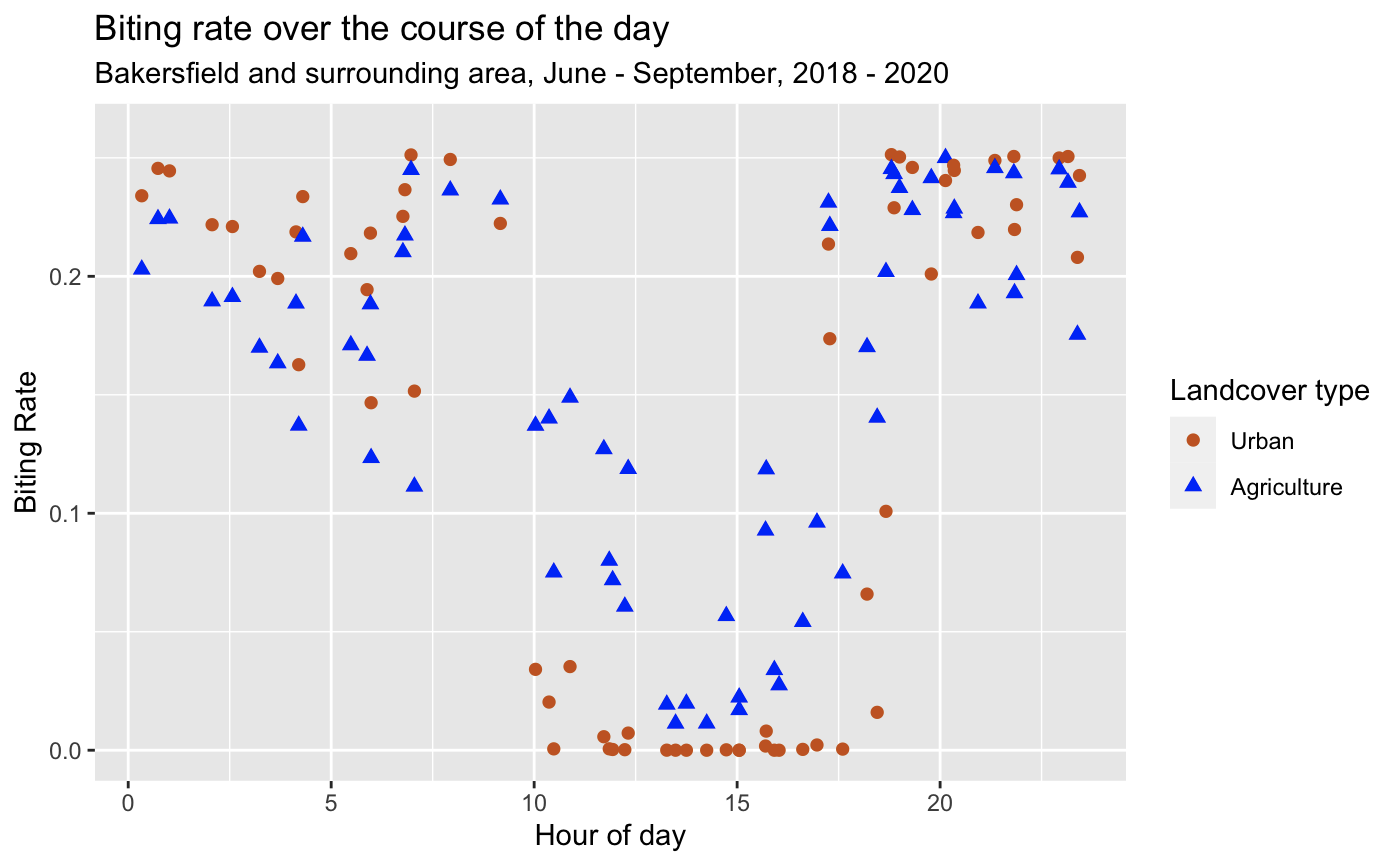 Biting rate over the course of the day
Bakersfield and surrounding area, June - September, 2018 - 2020
Biting Rate
0.2
0.1
0.0
0 5 10 15 20
Hour of day
Landcover type
Urban
Agriculture